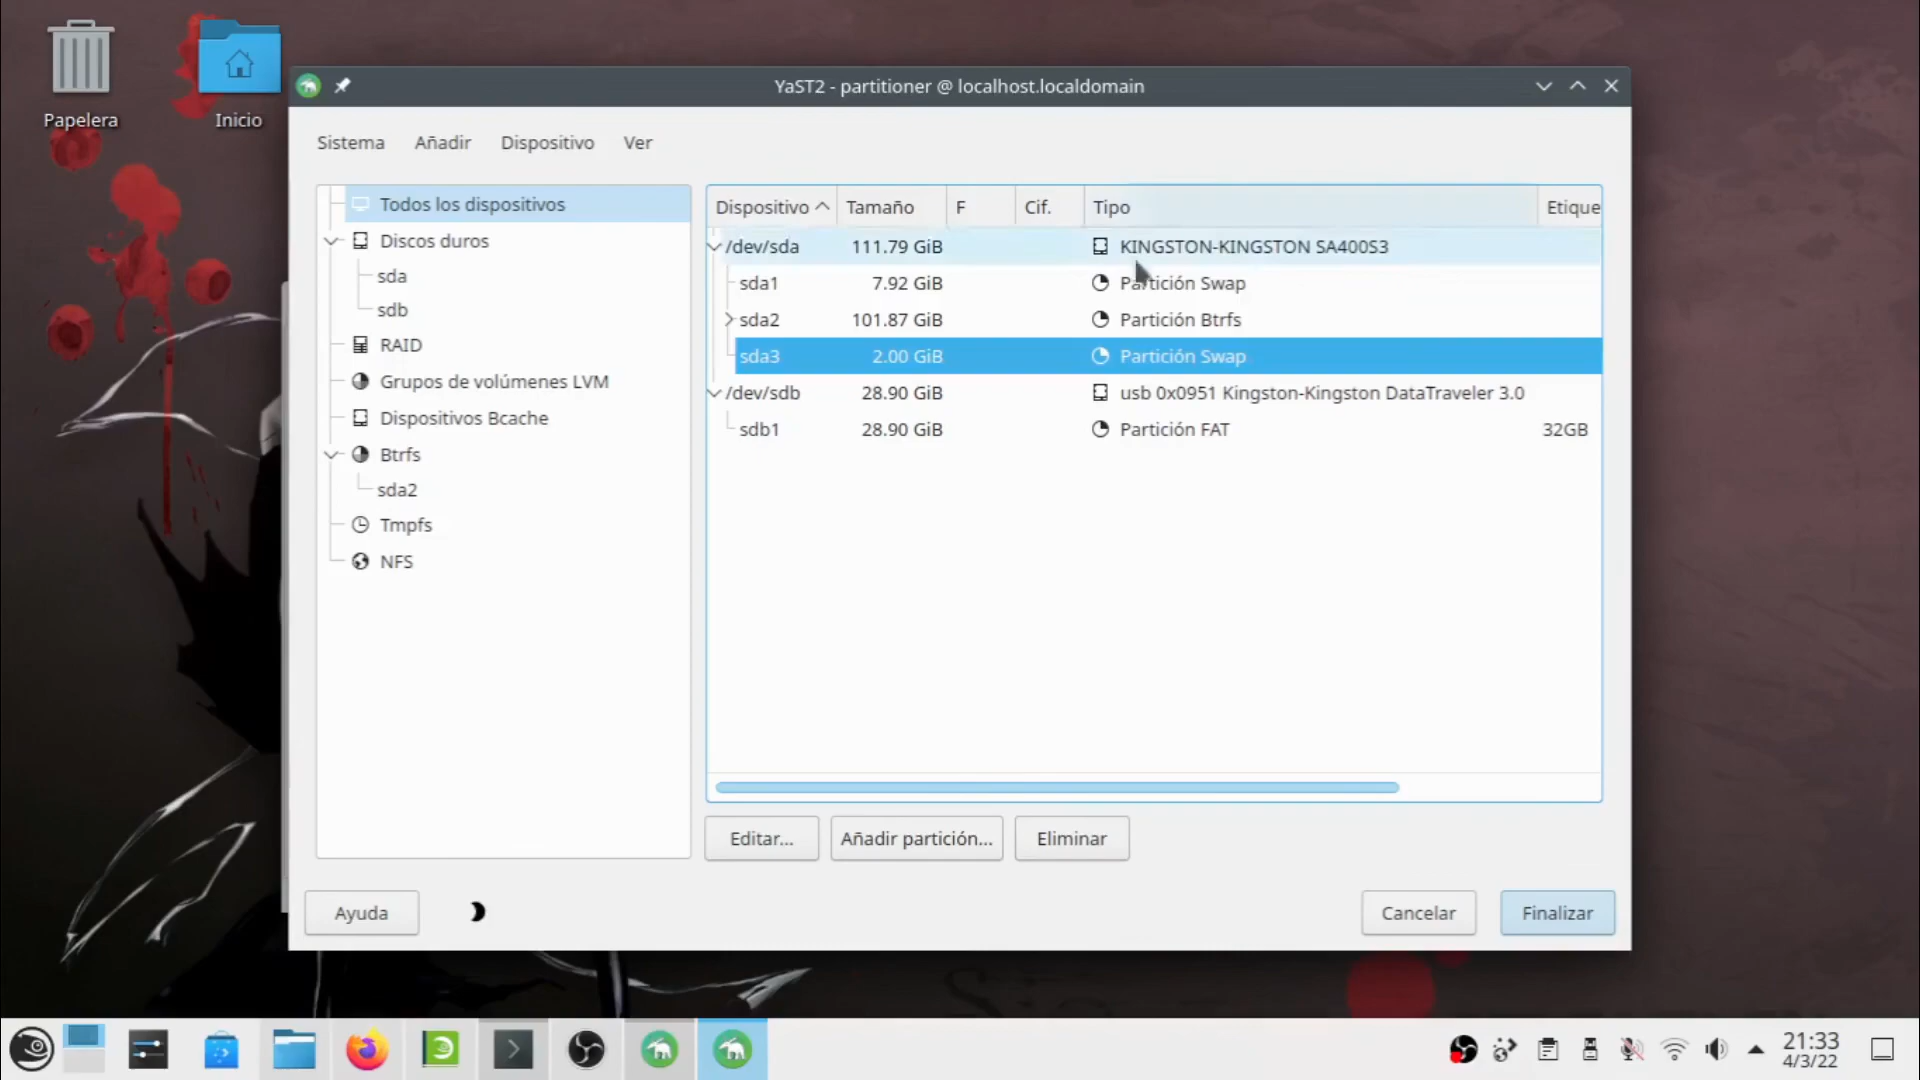 Papelera
Inicio
YaST2 - partitioner @ localhost.localdomain
Sistema Añadir Dispositivo Ver
Todos los dispositivos
Discos duros
sda
sdb
RAID
Grupos de volúmenes LVM
Dispositivos Bcache
Btrfs
sda2
Tmpfs
NFS
Dispositivo Tamaño F Cif. Tipo Etique
/dev/sda 111.79 GiB KINGSTON-KINGSTON SA400S3
sda1 7.92 GiB Partición Swap
sda2 101.87 GiB Partición Btrfs
sda3 2.00 GiB Partición Swap
/dev/sdb 28.90 GiB usb 0x0951 Kingston-Kingston DataTraveler 3.0
sdb1 28.90 GiB Partición FAT 32GB
Editar... Añadir partición... Eliminar
Ayuda Cancelar Finalizar
21:33
4/3/22